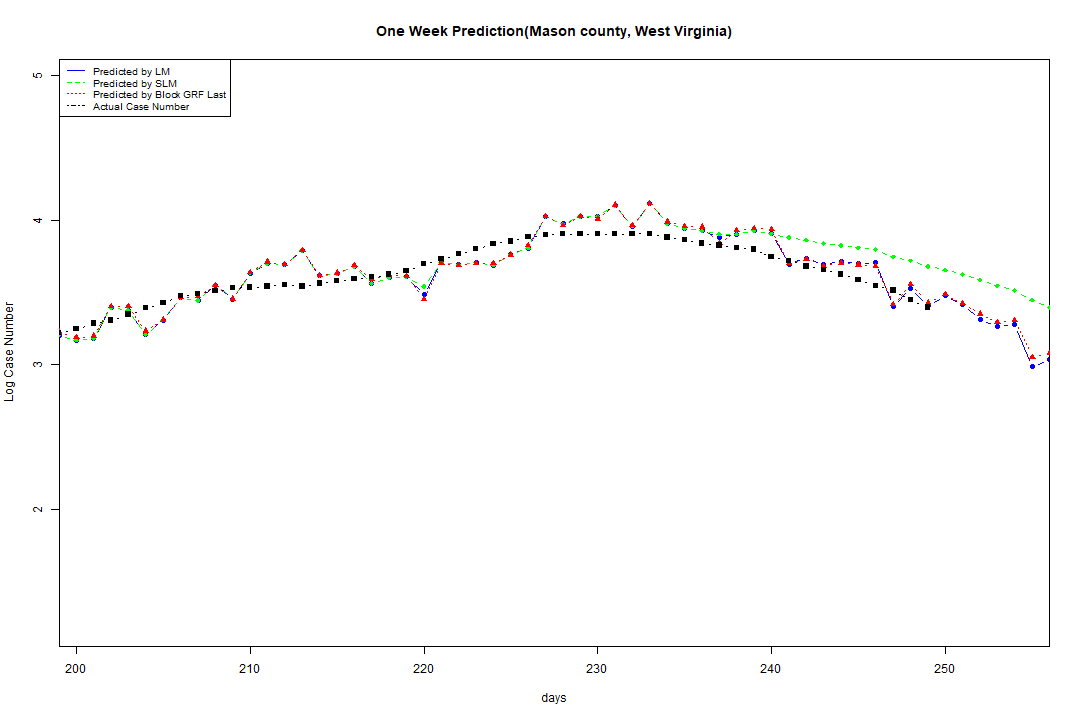 One Week Prediction(Mason county, West Virginia)
Predicted by LM
Predicted by SLM
Predicted by Block GRF Last
Actual Case Number
5
4
3
2
Log Case Number
200 210 220 230 240 250
days